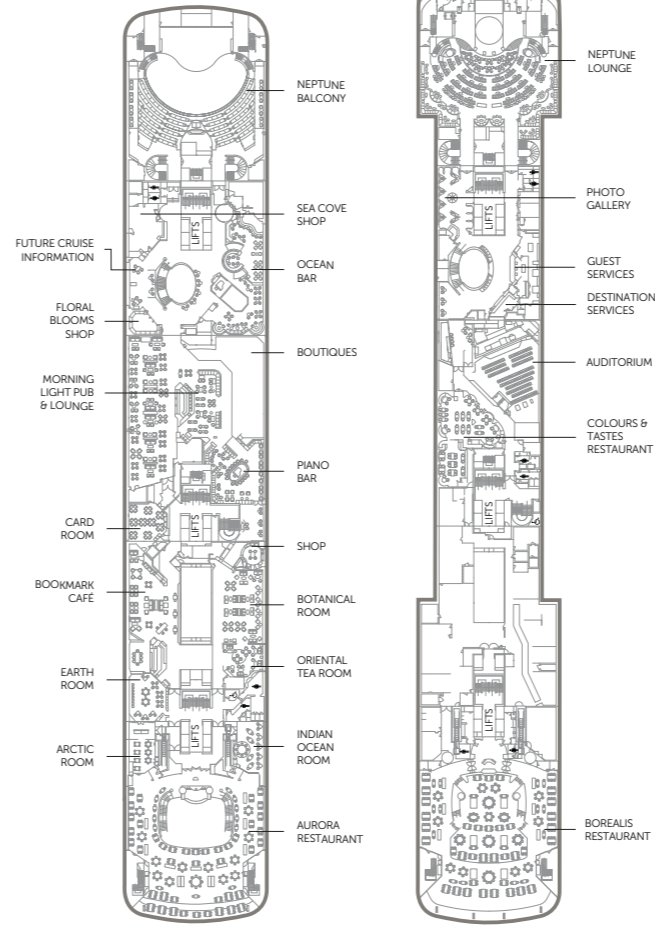 NEPTUNE
BALCONY
SEA COVE
SHOP
LIFTS
FUTURE CRUISE
INFORMATION
OCEAN
BAR
FLORAL
BLOOMS
SHOP
BOUTIQUES
MORNING
LIGHT PUB
& LOUNGE
PIANO
BAR
CARD
ROOM
LIFTS
SHOP
BOOKMARK
CAFÉ
BOTANICAL
ROOM
ORIENTAL
TEA ROOM
EARTH
ROOM
LIFTS
INDIAN
OCEAN
ROOM
ARCTIC
ROOM
AURORA
RESTAURANT
NEPTUNE
LOUNGE
PHOTO
GALLERY
LIFTS
GUEST
SERVICES
DESTINATION
SERVICES
AUDITORIUM
COLOURS &
TASTES
RESTAURANT
LIFTS
LIFTS
BOREALIS
RESTAURANT